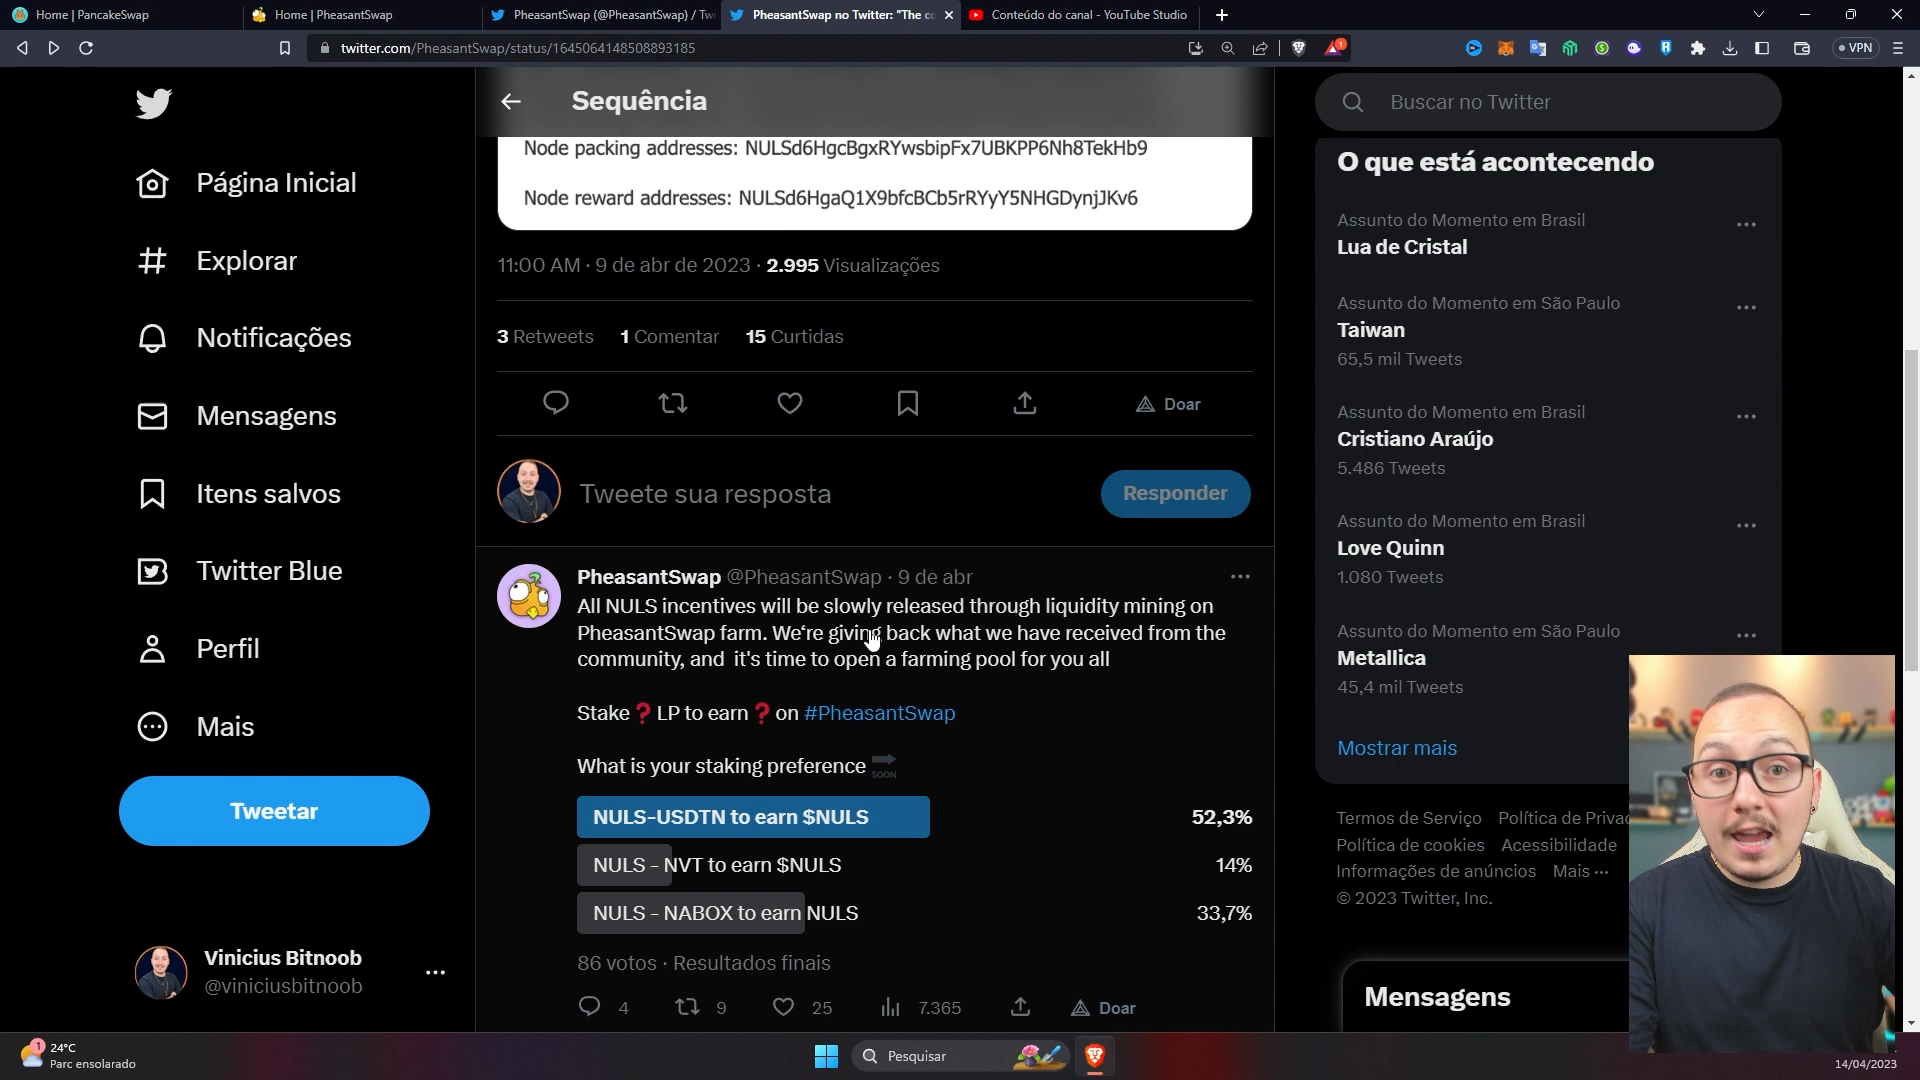 Home | PancakeSwap
Home | PheasantSwap
PheasantSwap (@PheasantSwap) / Tw
PheasantSwap no Twitter: "The co
Conteúdo do canal - YouTube Studio
twitter.com/PheasantSwap/status/1645064148508893185
1
VPN
Página Inicial
Explorar
Notificações
Mensagens
Itens salvos
Twitter Blue
Perfil
Mais
Tweetar
Vinicius Bitnoob
@viniciusbitnoob
Sequência
Node packing addresses: NULSd6HgcBgxRYwsbipFx7UBKPP6Nh8TekHb9
Node reward addresses: NULSd6HgaQ1X9bfcBCb5rRYyY5NHGDynjJKv6
11:00 AM · 9 de abr de 2023 · 2.995 Visualizações
3 Retweets 1 Comentar 15 Curtidas
Doar
Tweete sua resposta
Responder
PheasantSwap @PheasantSwap · 9 de abr
All NULS incentives will be slowly released through liquidity mining on
PheasantSwap farm. We‘re giving back what we have received from the
community, and it's time to open a farming pool for you all
Stake❓LP to earn❓on #PheasantSwap
What is your staking preference 🔜
NULS-USDTN to earn $NULS 52,3%
NULS - NVT to earn $NULS 14%
NULS - NABOX to earn NULS 33,7%
86 votos · Resultados finais
4 9 25 7.365 Doar
Buscar no Twitter
O que está acontecendo
Assunto do Momento em Brasil
Lua de Cristal
Assunto do Momento em São Paulo
Taiwan
65,5 mil Tweets
Assunto do Momento em Brasil
Cristiano Araújo
5.486 Tweets
Assunto do Momento em Brasil
Love Quinn
1.080 Tweets
Assunto do Momento em São Paulo
Metallica
45,4 mil Tweets
Mostrar mais
Termos de Serviço Política de Priva
Política de cookies Acessibilidade
Informações de anúncios Mais ···
© 2023 Twitter, Inc.
Mensagens
1
24°C
Parc ensolarado
Pesquisar
14/04/2023